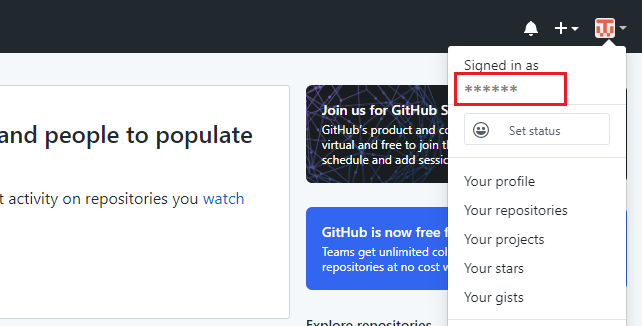 Signed in as
******
Set status
Your profile
Your repositories
Your projects
Your stars
Your gists
and people to populate
t activity on repositories you watch
Join us for GitHub S
GitHub's product and co
virtual and free to join th
schedule and add sessio
GitHub is now free f
Teams get unlimited col
repositories at no cost w
Explore repositories